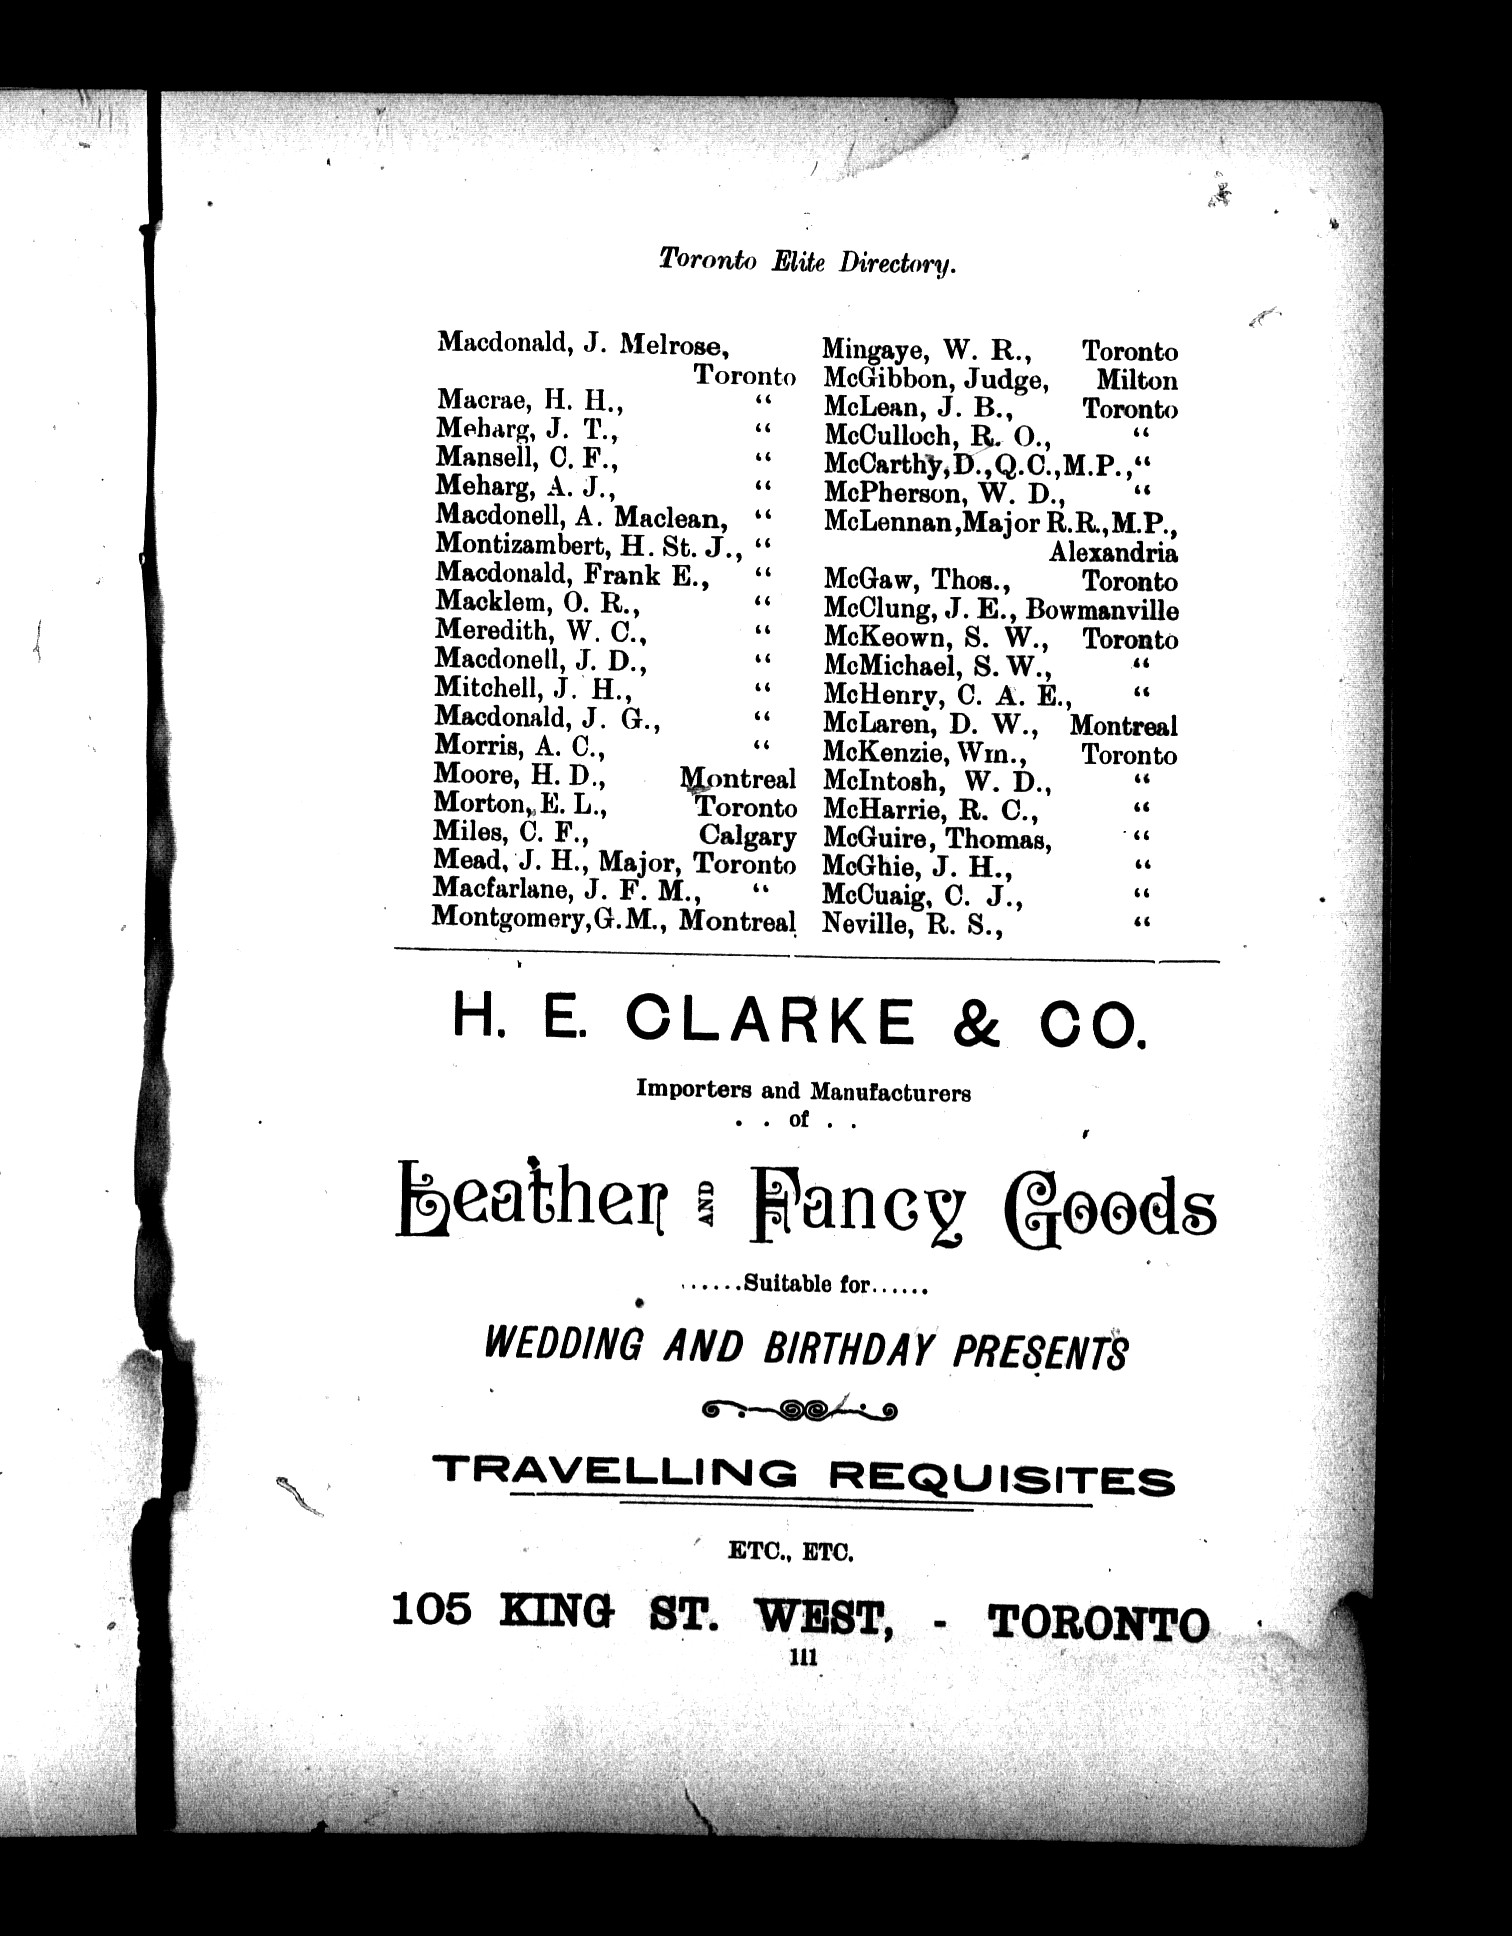 Toronto Elite Directory.
Macdonald, J. Melrose,
Toronto
Macrae, H. H., "
Meharg, J. T., "
Mansell, C. F., "
Meharg, A. J., "
Macdonell, A. Maclean, "
Montizambert, H. St. J., "
Macdonald, Frank E., "
Macklem, O. R., "
Meredith, W. C., "
Macdonell, J. D., "
Mitchell, J. H., "
Macdonald, J. G., "
Morris, A. C., "
Moore, H. D., Montreal
Morton, E. L., Toronto
Miles, C. F., Calgary
Mead, J. H., Major, Toronto
Macfarlane, J. F. M., "
Montgomery, G.M., Montreal
Mingaye, W. R., Toronto
McGibbon, Judge, Milton
McLean, J. B., Toronto
McCulloch, R. O., "
McCarthy, D., Q.C., M.P., "
McPherson, W. D., "
McLennan, Major R.R., M.P.,
Alexandria
McGaw, Thos., Toronto
McClung, J. E., Bowmanville
McKeown, S. W., Toronto
McMichael, S. W., "
McHenry, C. A. E., "
McLaren, D. W., Montreal
McKenzie, Wm., Toronto
McIntosh, W. D., "
McHarrie, R. C., "
McGuire, Thomas, "
McGhie, J. H., "
McCuaig, C. J., "
Neville, R. S., "
H. E. CLARKE & CO.
Importers and Manufacturers
. . of . .
Leather AND Fancy Goods
......Suitable for......
WEDDING AND BIRTHDAY PRESENTS
TRAVELLING REQUISITES
ETC., ETC.
105 KING ST. WEST, - TORONTO
111